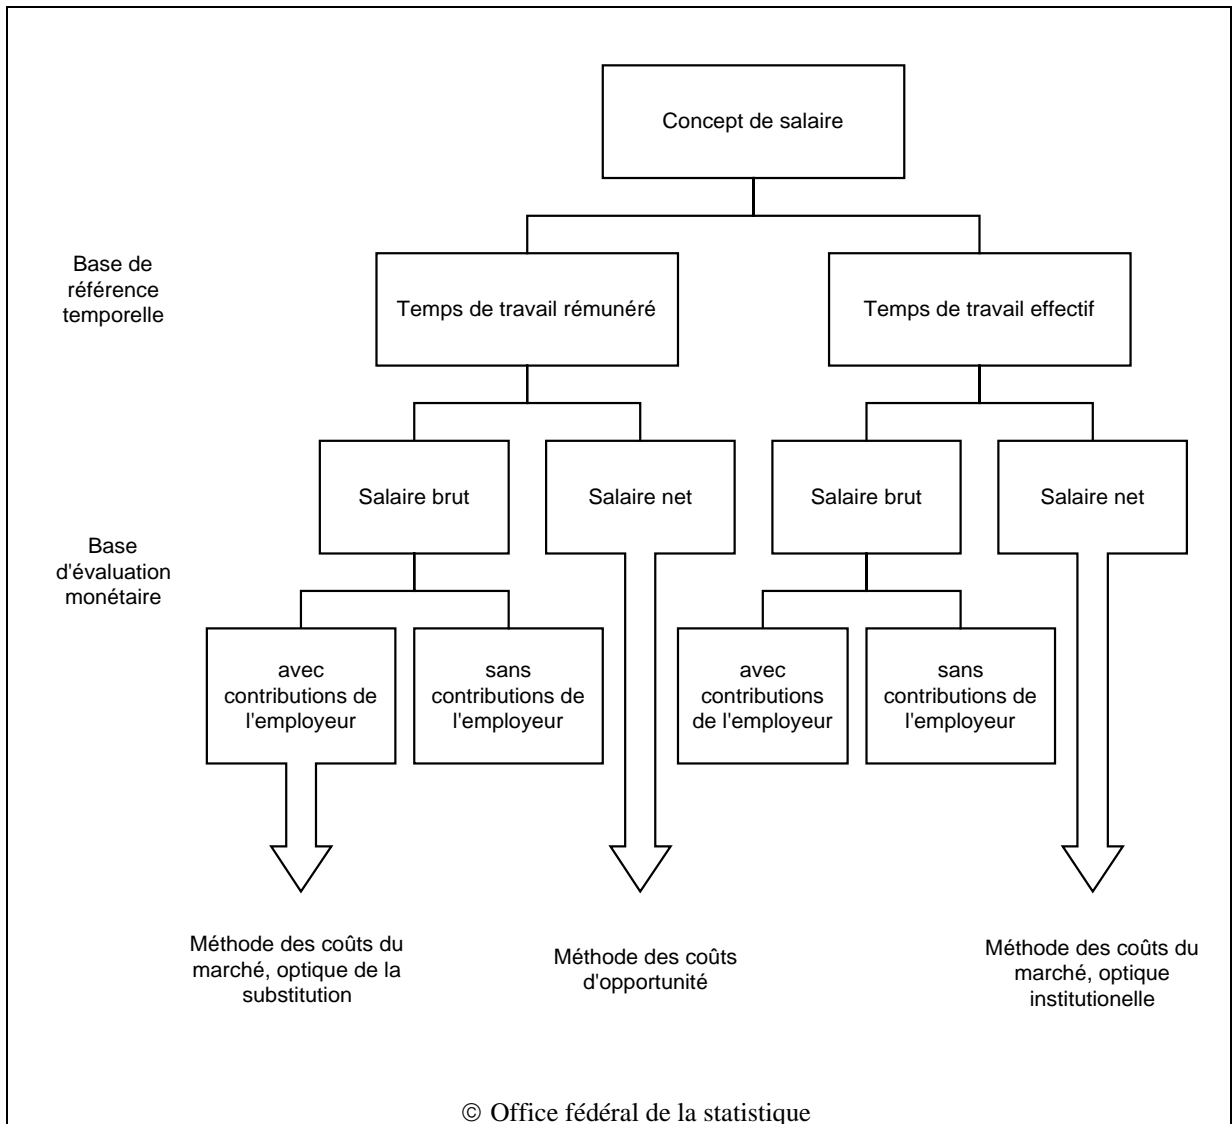 Concept de salaire
Base de
référence
temporelle
Temps de travail rémunéré
Temps de travail effectif
Salaire brut
Salaire net
Salaire brut
Salaire net
Base
d'évaluation
monétaire
avec
contributions de
l'employeur
sans
contributions de
l'employeur
avec
contributions
de l'employeur
sans
contributions de
l'employeur
Méthode des coûts du
marché, optique de la
substitution
Méthode des coûts
d'opportunité
Méthode des coûts du
marché, optique
institutionelle
© Office fédéral de la statistique